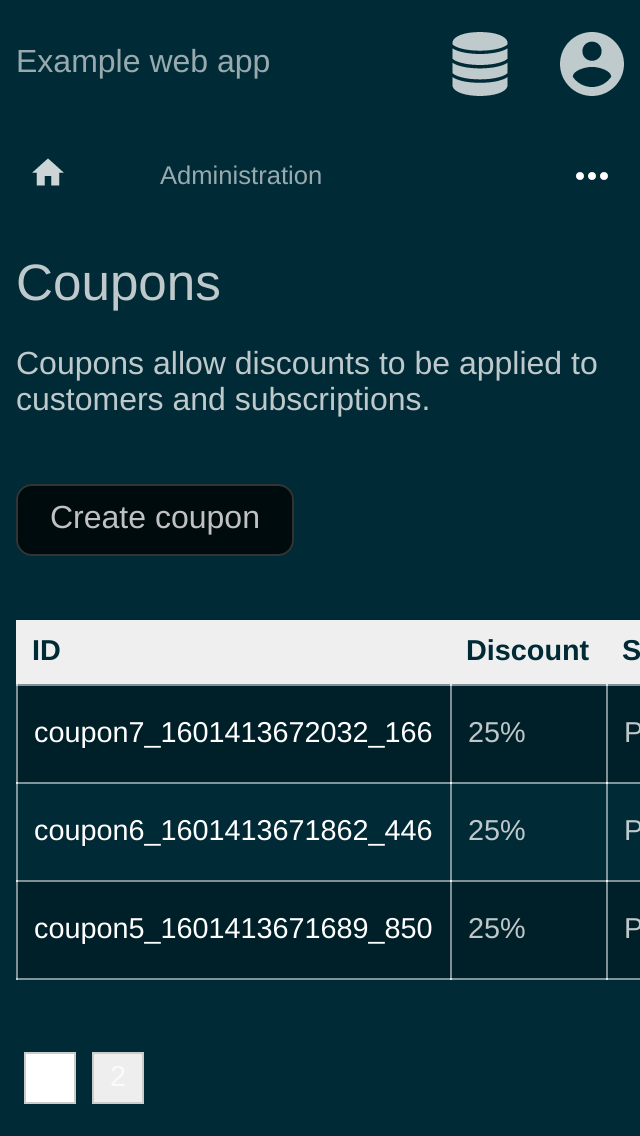 Example web app
Administration
Coupons
Coupons allow discounts to be applied to
customers and subscriptions.
Create coupon
ID Discount S
coupon7_1601413672032_166 25% P
coupon6_1601413671862_446 25% P
coupon5_1601413671689_850 25% P
2